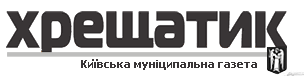 хрещатик
Київська муніципальна газета